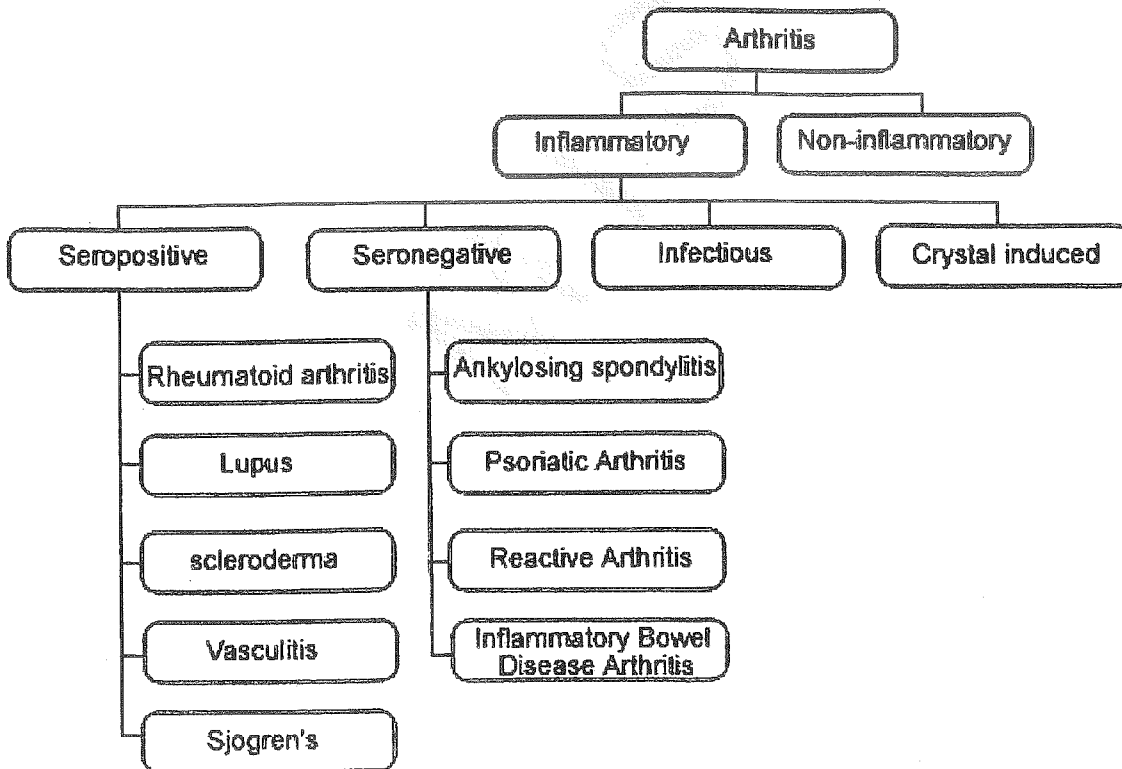 Arthritis
Inflammatory
Non-inflammatory
Seropositive
Seronegative
Infectious
Crystal induced
Rheumatoid arthritis
Lupus
scleroderma
Vasculitis
Sjogren's
Ankylosing spondylitis
Psoriatic Arthritis
Reactive Arthritis
Inflammatory Bowel
Disease Arthritis